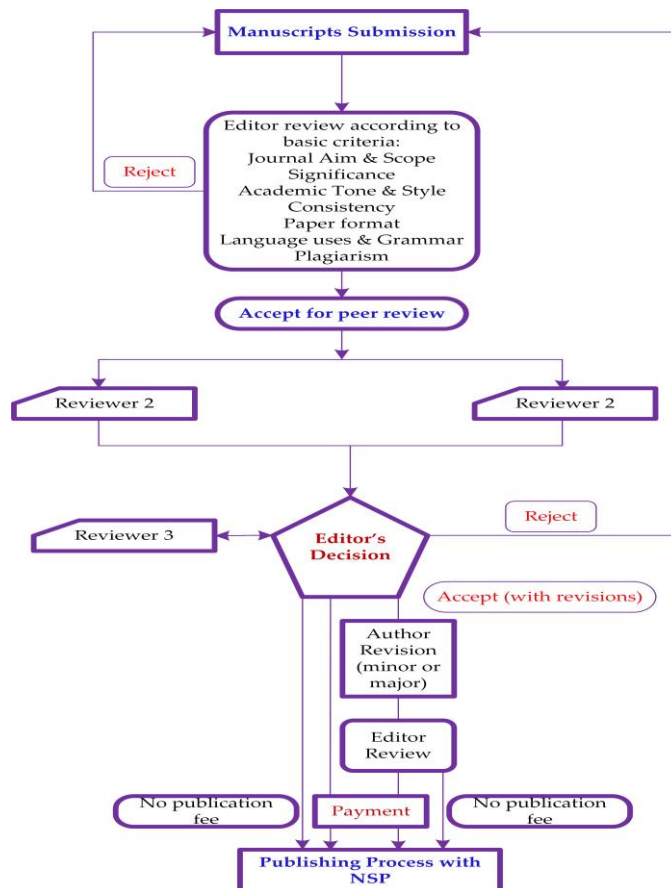 Manuscripts Submission
Editor review according to
basic criteria:
Journal Aim & Scope
Significance
Academic Tone & Style
Consistency
Paper format
Language uses & Grammar
Plagiarism
Reject
Accept for peer review
Reviewer 2
Reviewer 2
Reviewer 3
Editor's
Decision
Reject
Accept (with revisions)
Author
Revision
(minor or
major)
Editor
Review
No publication
fee
Payment
No publication
fee
Publishing Process with
NSP